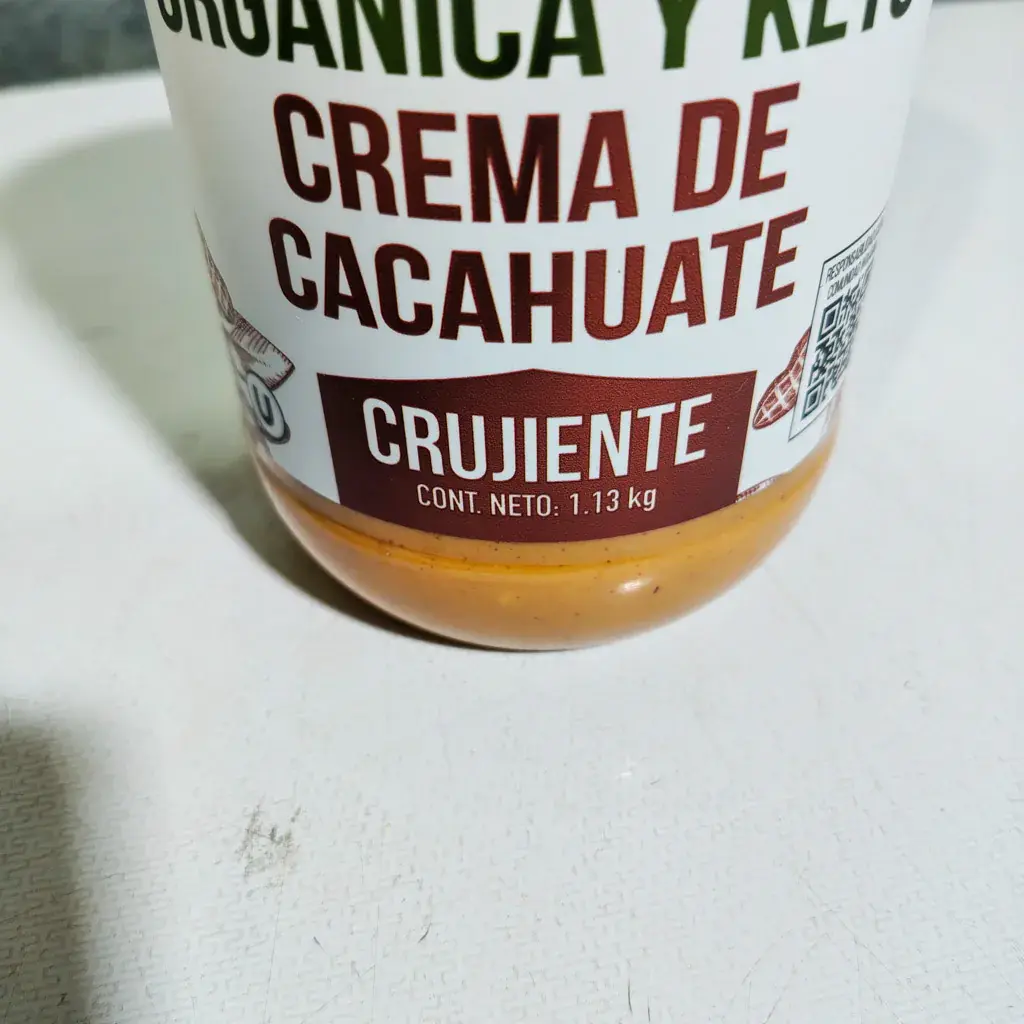 ORGÁNICA Y KETO
CREMA DE
CACAHUATE
CRUJIENTE
CONT. NETO: 1.13 kg